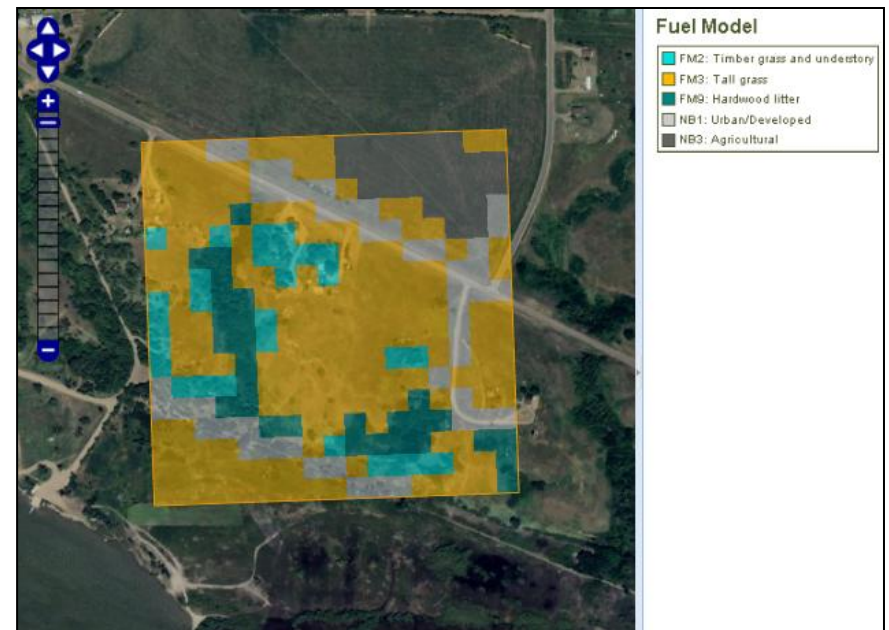 Fuel Model
FM2: Timber grass and understory
FM3: Tall grass
FM9: Hardwood litter
NB1: Urban/Developed
NB3: Agricultural